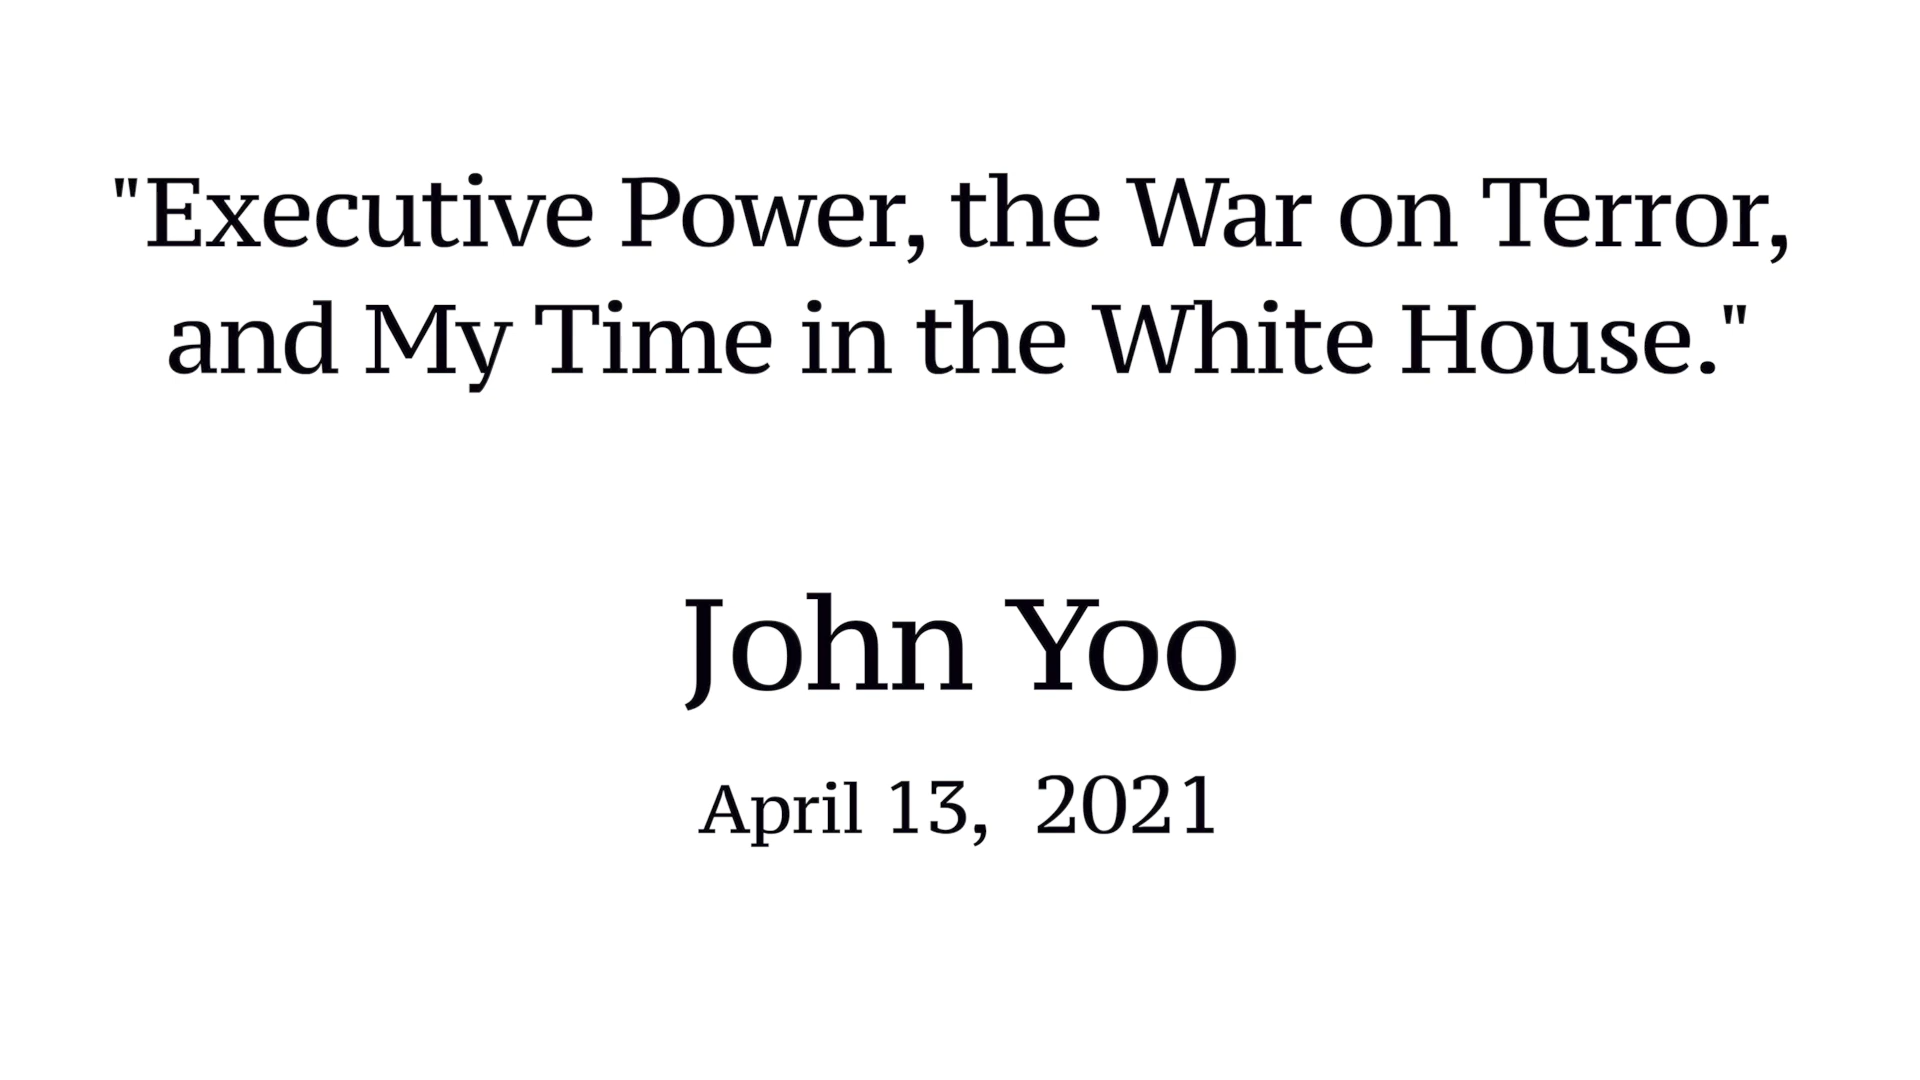 "Executive Power, the War on Terror,
and My Time in the White House."
John Yoo
April 13, 2021